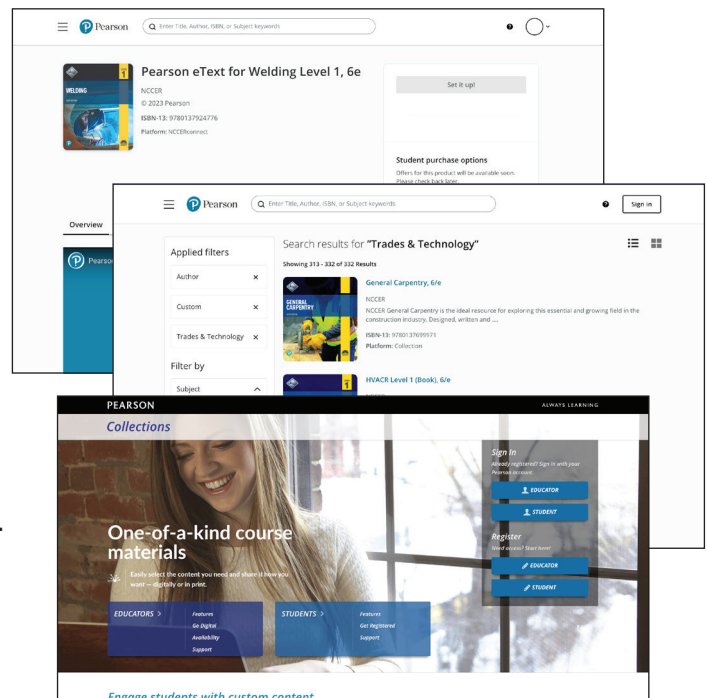 Pearson
Enter Title, Author, ISBN, or Subject keywords
WELDING
1
Pearson eText for Welding Level 1, 6e
NCCER
© 2023 Pearson
ISBN-13: 9780137924776
Platform: NCCERconnect
Set it up!
Student purchase options
Offers for this product will be available soon.
Please check back later.
Overview
Pearso
Pearson
Enter Title, Author, ISBN, or Subject keywords
Sign in
Applied filters
Author
Custom
Trades & Technology
Filter by
Subject
Search results for "Trades & Technology"
Showing 313 - 332 of 332 Results
GENERAL
CARPENTRY
General Carpentry, 6/e
NCCER
NCCER General Carpentry is the ideal resource for exploring this essential and growing field in the
construction industry. Designed, written and ....
ISBN-13: 9780137699971
Platform: Collection
1
HVACR Level 1 (Book), 6/e
PEARSON
ALWAYS LEARNING
Collections
One-of-a-kind course
materials
Easily select the content you need and share it how you
want — digitally or in print.
EDUCATORS >
Features
Go Digital
Availability
Support
STUDENTS >
Features
Get Registered
Support
Sign In
Already registered? Sign in with your
Pearson account.
EDUCATOR
STUDENT
Register
Need access? Start here!
EDUCATOR
STUDENT
Engage students with custom content